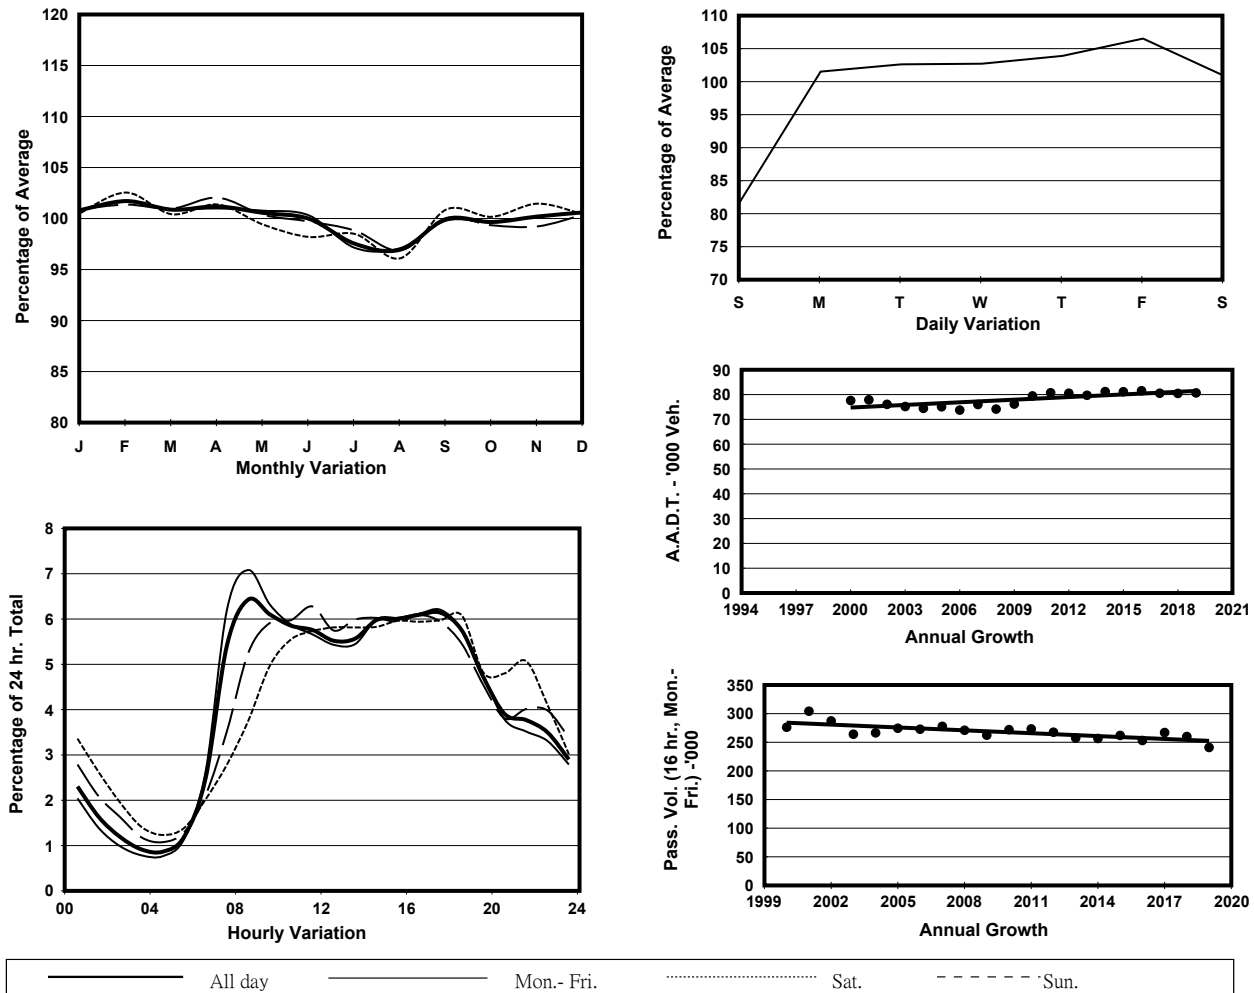 120
115
110
105
100
95
90
85
80
Percentage of Average
J F M A M J J A S O N D
Monthly Variation
110
105
100
95
90
85
80
75
70
Percentage of Average
S M T W T F S
Daily Variation
90
80
70
60
50
40
30
20
10
0
A.A.D.T. - '000 Veh.
1994 1997 2000 2003 2006 2009 2012 2015 2018 2021
Annual Growth
8
7
6
5
4
3
2
1
0
Percentage of 24 hr. Total
00 04 08 12 16 20 24
Hourly Variation
350
300
250
200
150
100
50
0
Pass. Vol. (16 hr., Mon.-
Fri.) -'000
1999 2002 2005 2008 2011 2014 2017 2020
Annual Growth
All day Mon.- Fri. Sat. Sun.